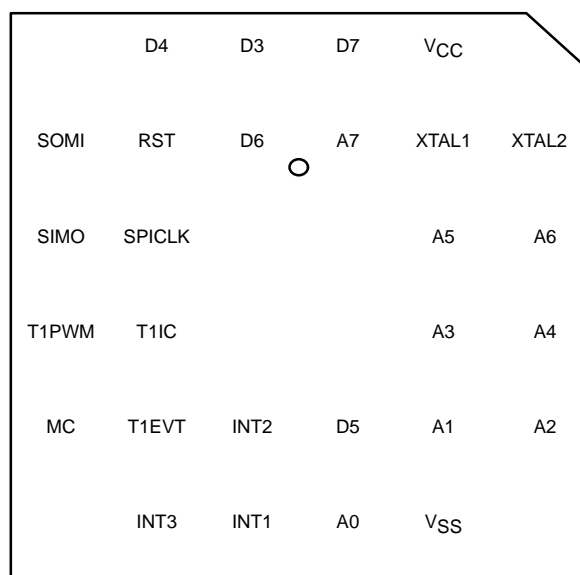 D4 D3 D7 VCC
SOMI RST D6 A7 XTAL1 XTAL2
SIMO SPICLK A5 A6
T1PWM T1IC A3 A4
MC T1EVT INT2 D5 A1 A2
INT3 INT1 A0 VSS